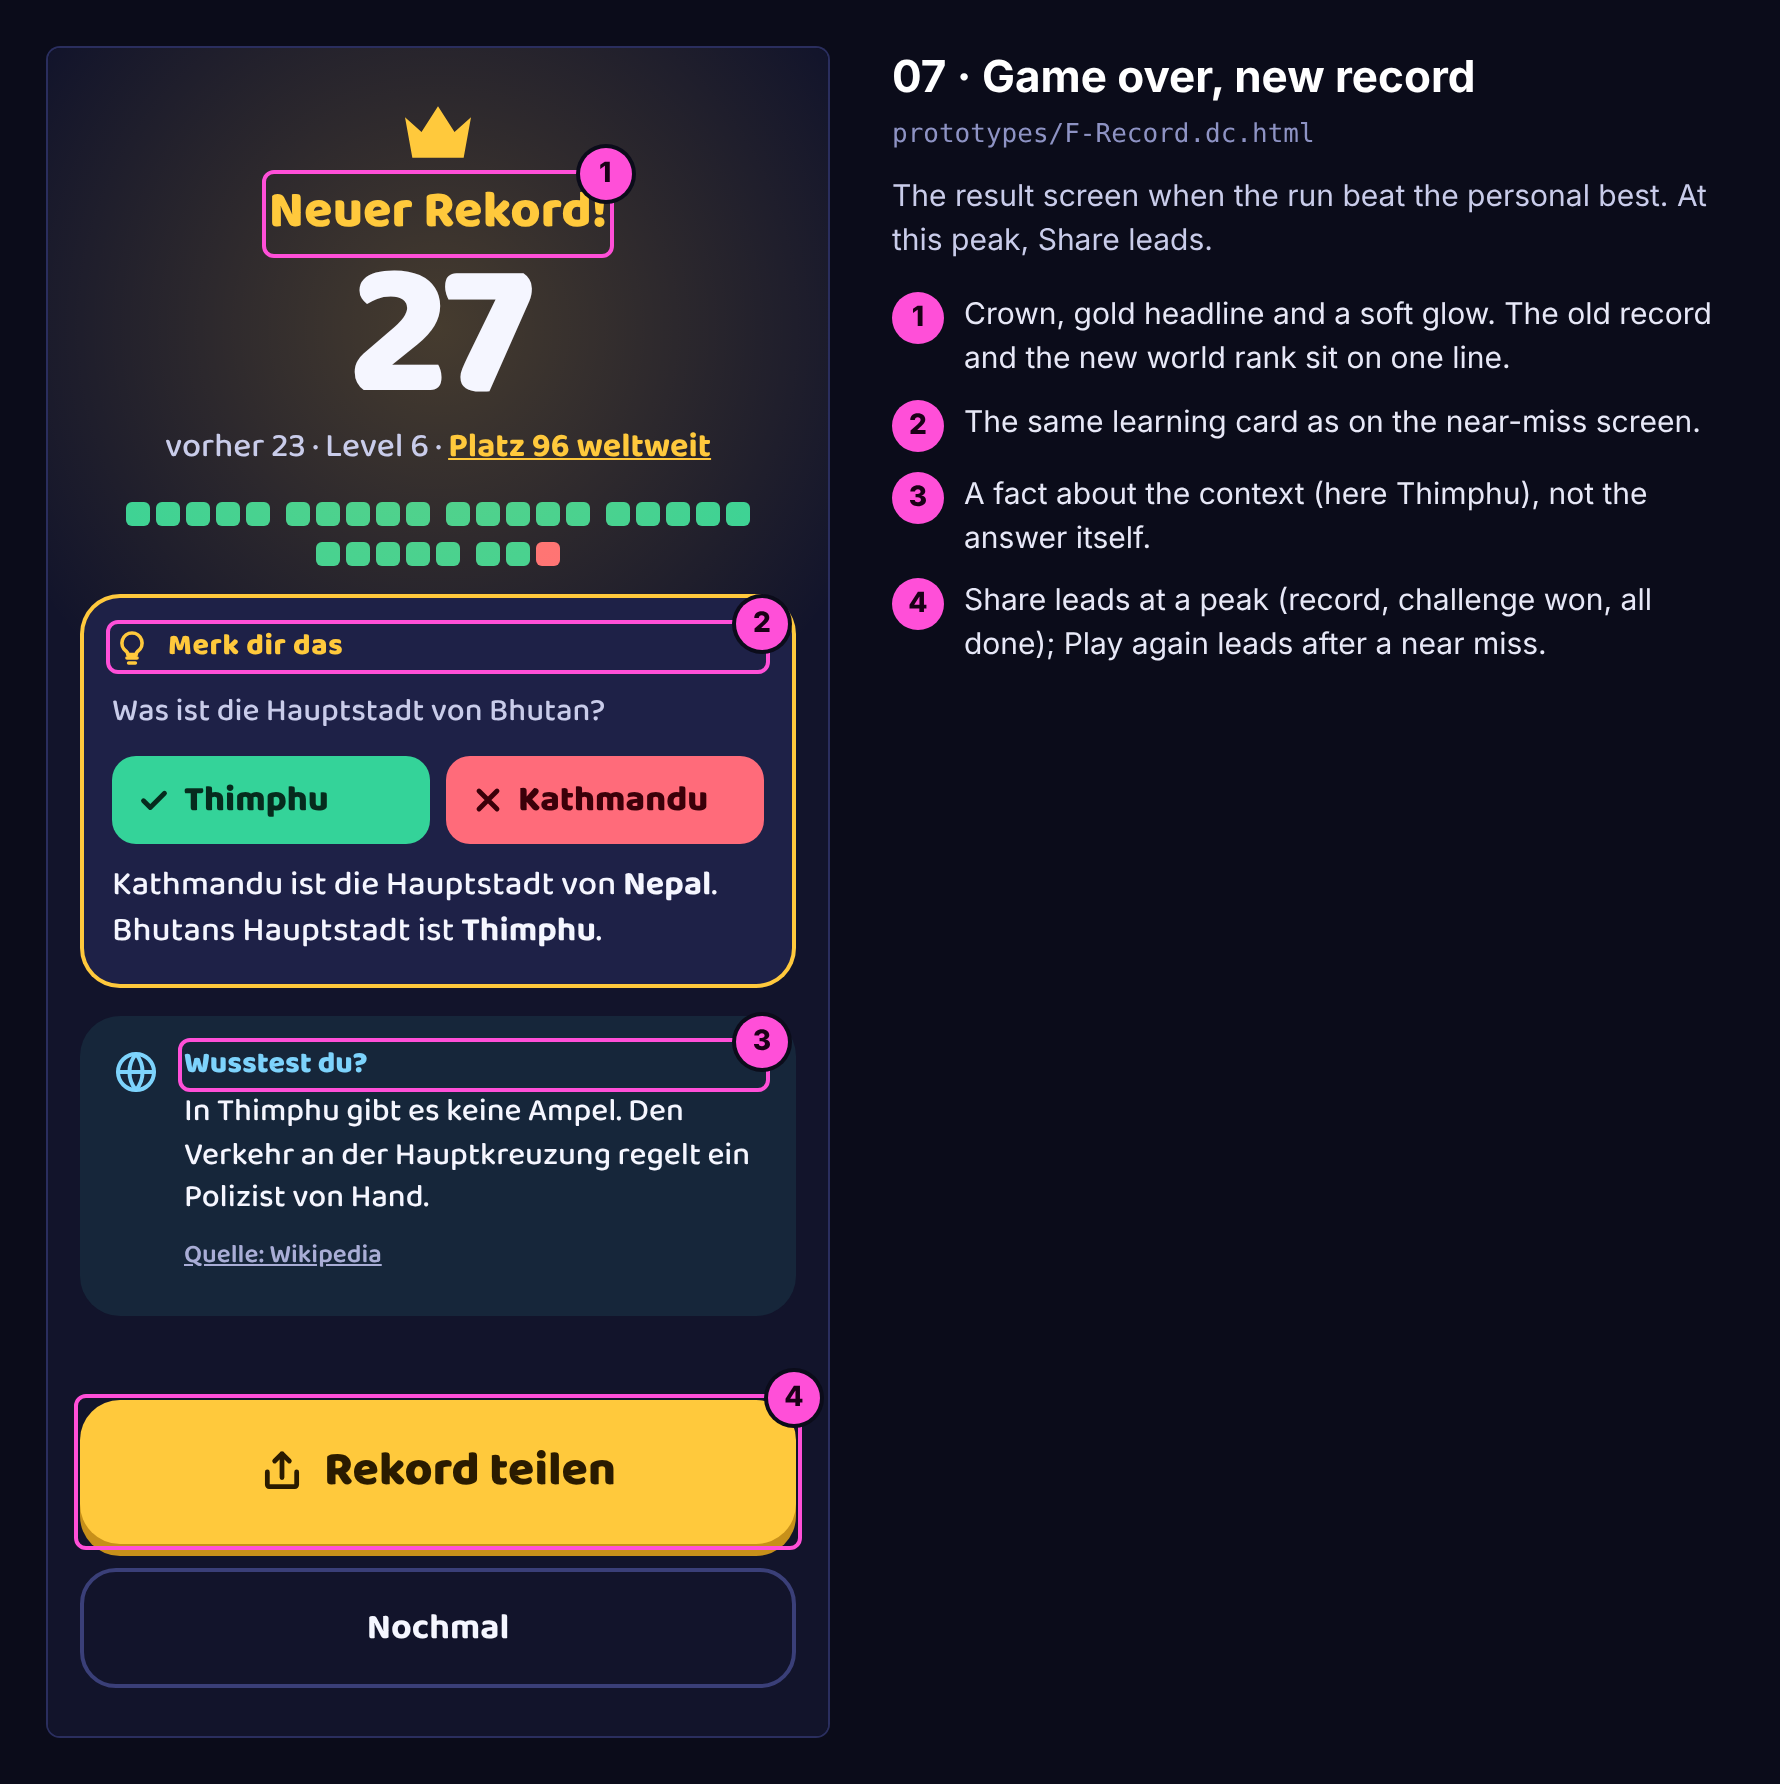 1
Neuer Rekord!
27
vorher 23 · Level 6 · Platz 96 weltweit
2
Merk dir das
Was ist die Hauptstadt von Bhutan?
Thimphu
Kathmandu
Kathmandu ist die Hauptstadt von Nepal.
Bhutans Hauptstadt ist Thimphu.
3
Wusstest du?
In Thimphu gibt es keine Ampel. Den
Verkehr an der Hauptkreuzung regelt ein
Polizist von Hand.
Quelle: Wikipedia
4
Rekord teilen
Nochmal
07 · Game over, new record
prototypes/F-Record.dc.html
The result screen when the run beat the personal best. At
this peak, Share leads.
1 Crown, gold headline and a soft glow. The old record
and the new world rank sit on one line.
2 The same learning card as on the near-miss screen.
3 A fact about the context (here Thimphu), not the
answer itself.
4 Share leads at a peak (record, challenge won, all
done); Play again leads after a near miss.